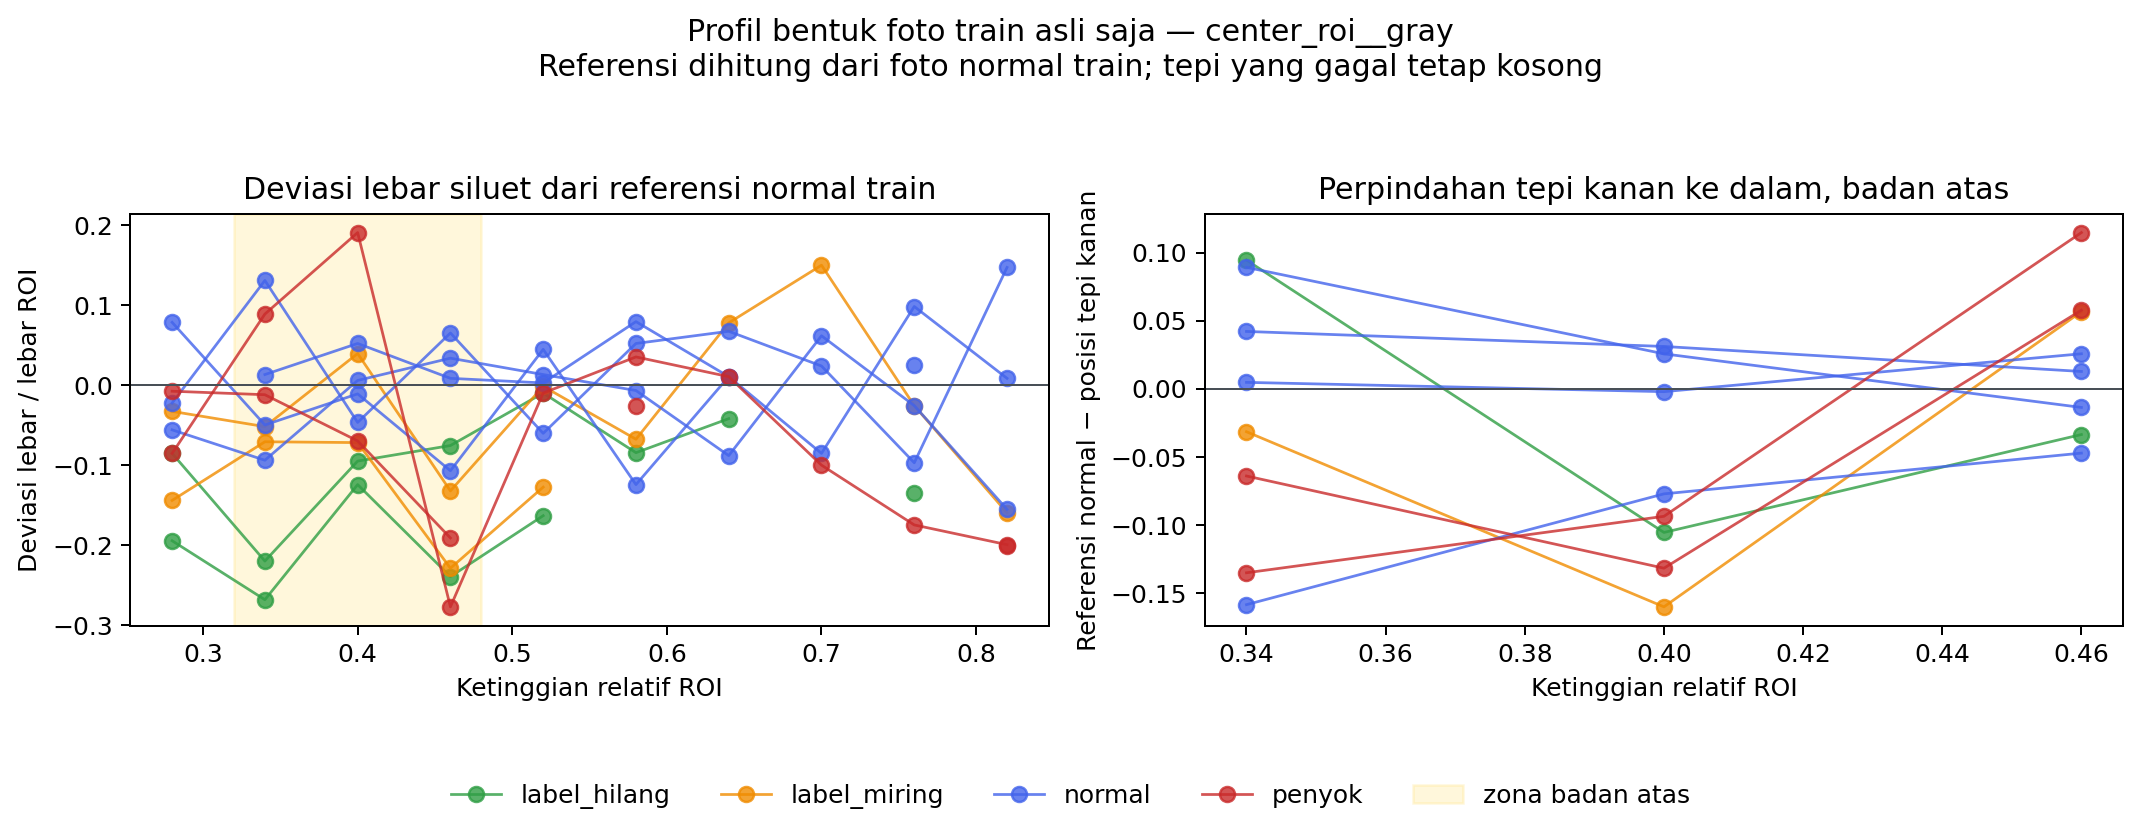 Profil bentuk foto train asli saja — center_roi__gray
Referensi dihitung dari foto normal train; tepi yang gagal tetap kosong
Deviasi lebar siluet dari referensi normal train
Deviasi lebar / lebar ROI
0.2
0.1
0.0
−0.1
−0.2
−0.3
0.3 0.4 0.5 0.6 0.7 0.8
Ketinggian relatif ROI
Perpindahan tepi kanan ke dalam, badan atas
Referensi normal − posisi tepi kanan
0.10
0.05
0.00
−0.05
−0.10
−0.15
0.34 0.36 0.38 0.40 0.42 0.44 0.46
Ketinggian relatif ROI
label_hilang label_miring normal penyok zona badan atas